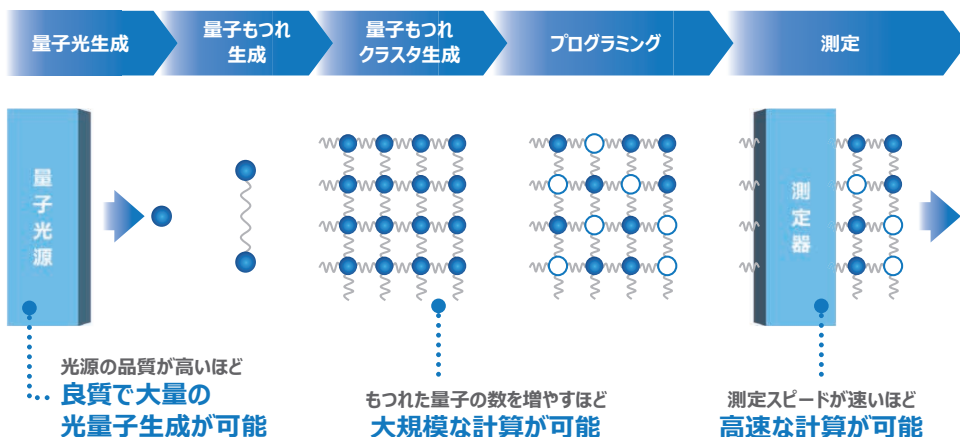 量子光生成
量子もつれ
生成
量子もつれ
クラスタ生成
プログラミング
測定
量子光源
測定器
光源の品質が高いほど
良質で大量の
光量子生成が可能
もつれた量子の数を増やすほど
大規模な計算が可能
測定スピードが速いほど
高速な計算が可能